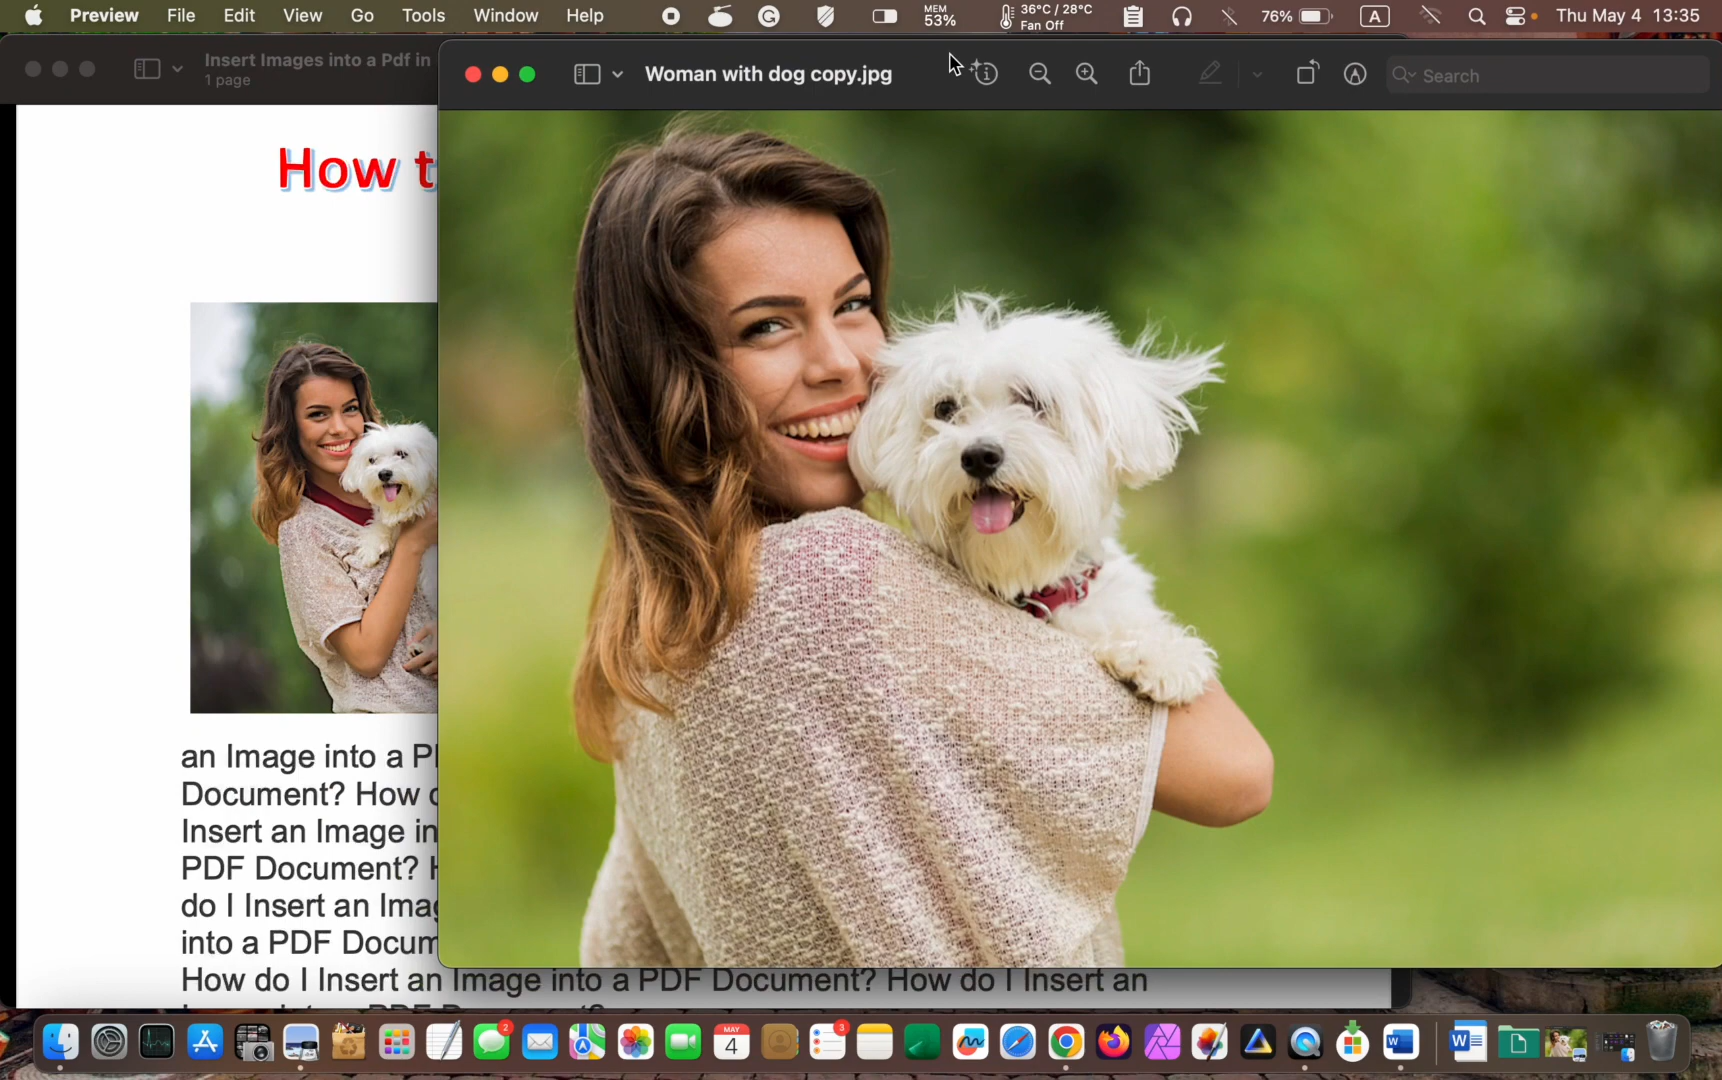 Preview File Edit View Go Tools Window Help MEM 53% 36°C / 28°C Fan Off 76% A Thu May 4 13:35
Insert Images into a Pdf in
1 page
Woman with dog copy.jpg
Search
How t
an Image into a P
Document? How
Insert an Image in
PDF Document?
do I Insert an Ima
into a PDF Docum
How do I Insert an Image into a PDF Document? How do I Insert an
2
MAY
4
3
W
W